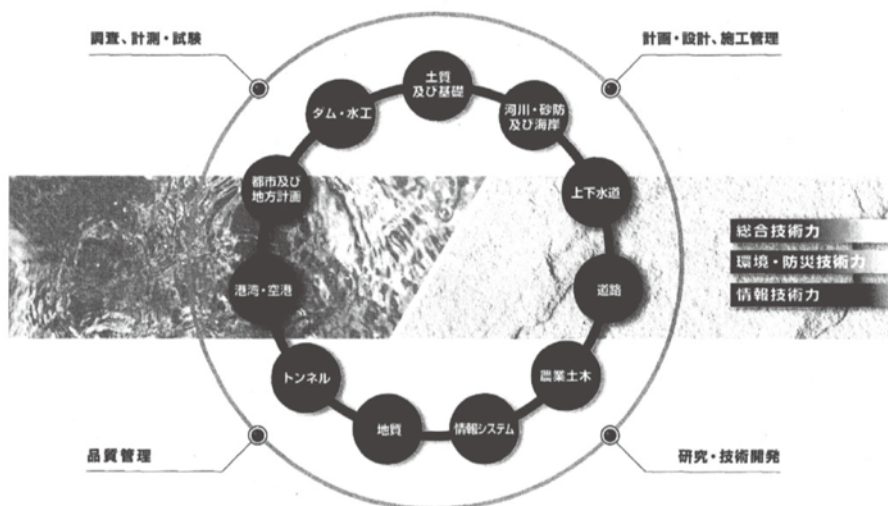 調査、計測・試験
計画・設計、施工管理
土質
及び基礎
河川・砂防
及び海岸
上下水道
道路
農業土木
情報システム
地質
トンネル
港湾・空港
都市及び
地方計画
ダム・水工
総合技術力
環境・防災技術力
情報技術力
品質管理
研究・技術開発